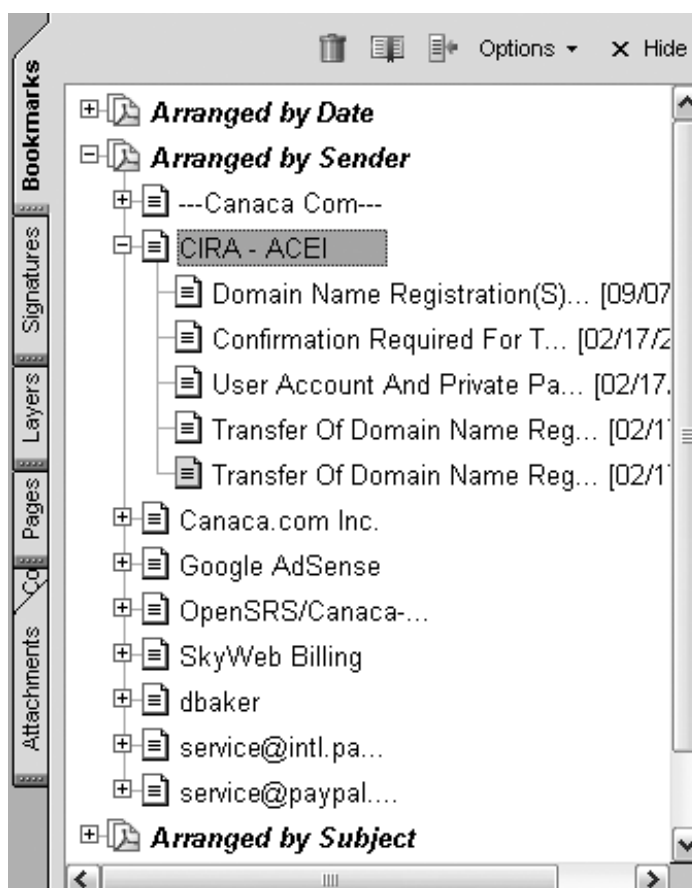 Options
Hide
Bookmarks
Signatures
Layers
Pages
Co
Attachments
Arranged by Date
Arranged by Sender
---Canaca Com---
CIRA - ACEI
Domain Name Registration(S)... [09/07
Confirmation Required For T... [02/17/2
User Account And Private Pa... [02/17.
Transfer Of Domain Name Reg... [02/1
Transfer Of Domain Name Reg... [02/1
Canaca.com Inc.
Google AdSense
OpenSRS/Canaca-...
SkyWeb Billing
dbaker
service@intl.pa...
service@paypal....
Arranged by Subject